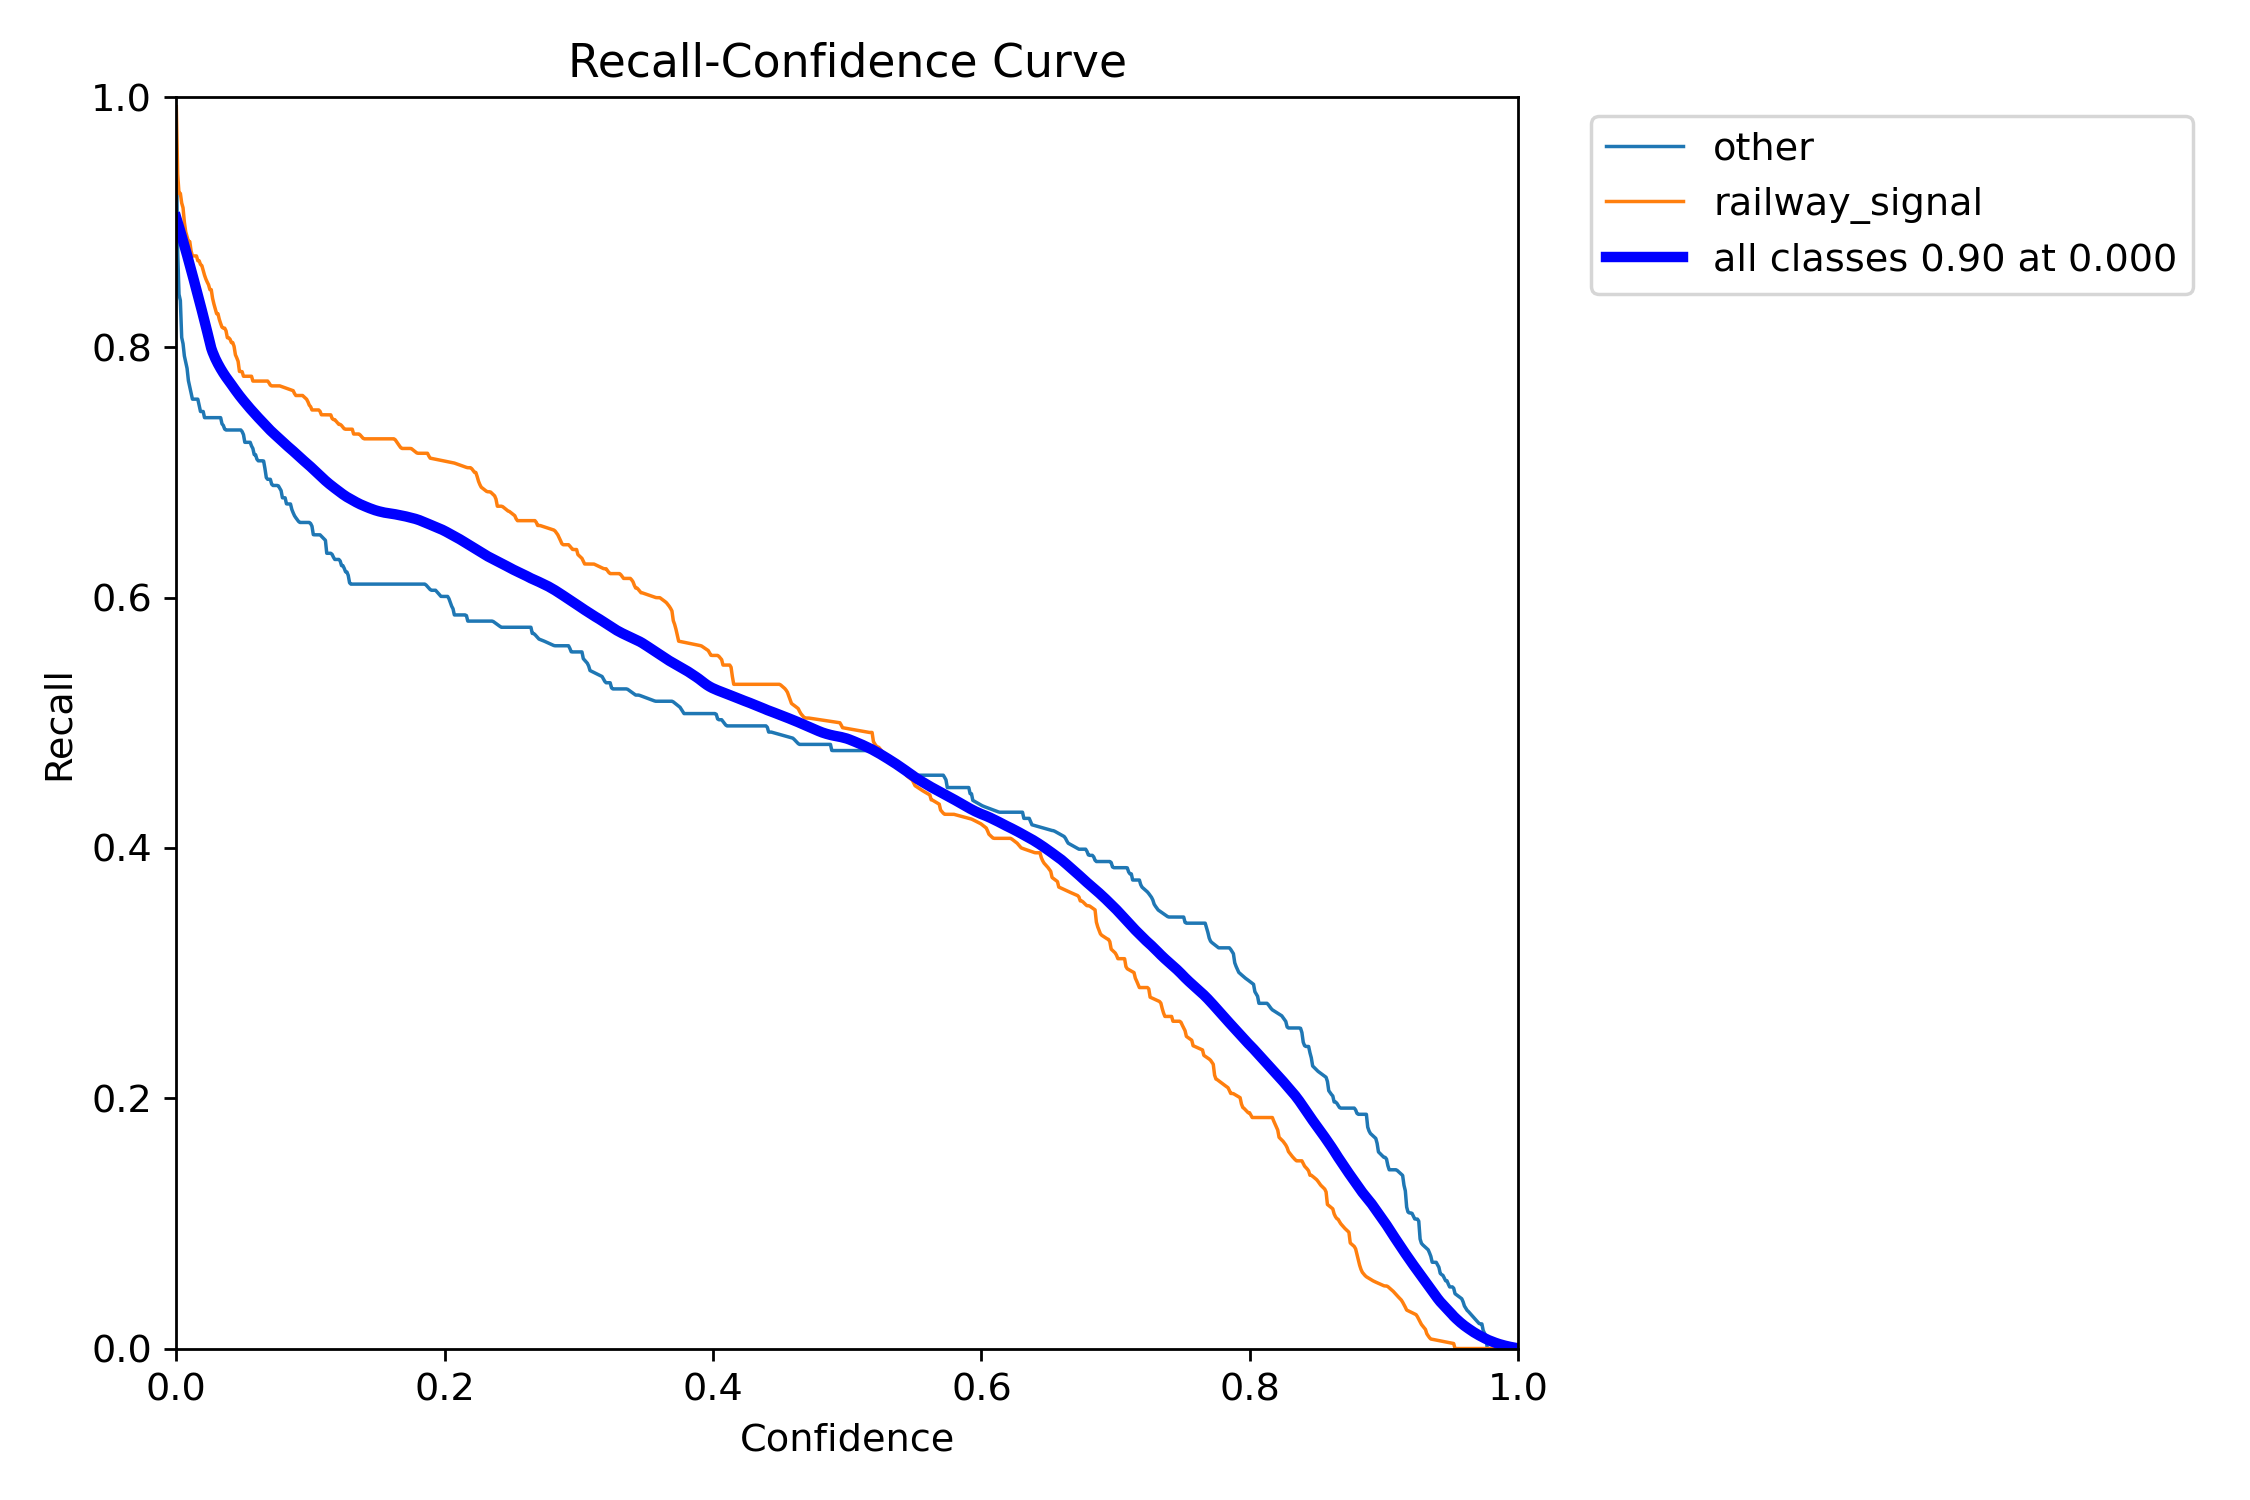 Recall-Confidence Curve
1.0
0.8
0.6
0.4
0.2
0.0
Recall
0.0 0.2 0.4 0.6 0.8 1.0
Confidence
other
railway_signal
all classes 0.90 at 0.000